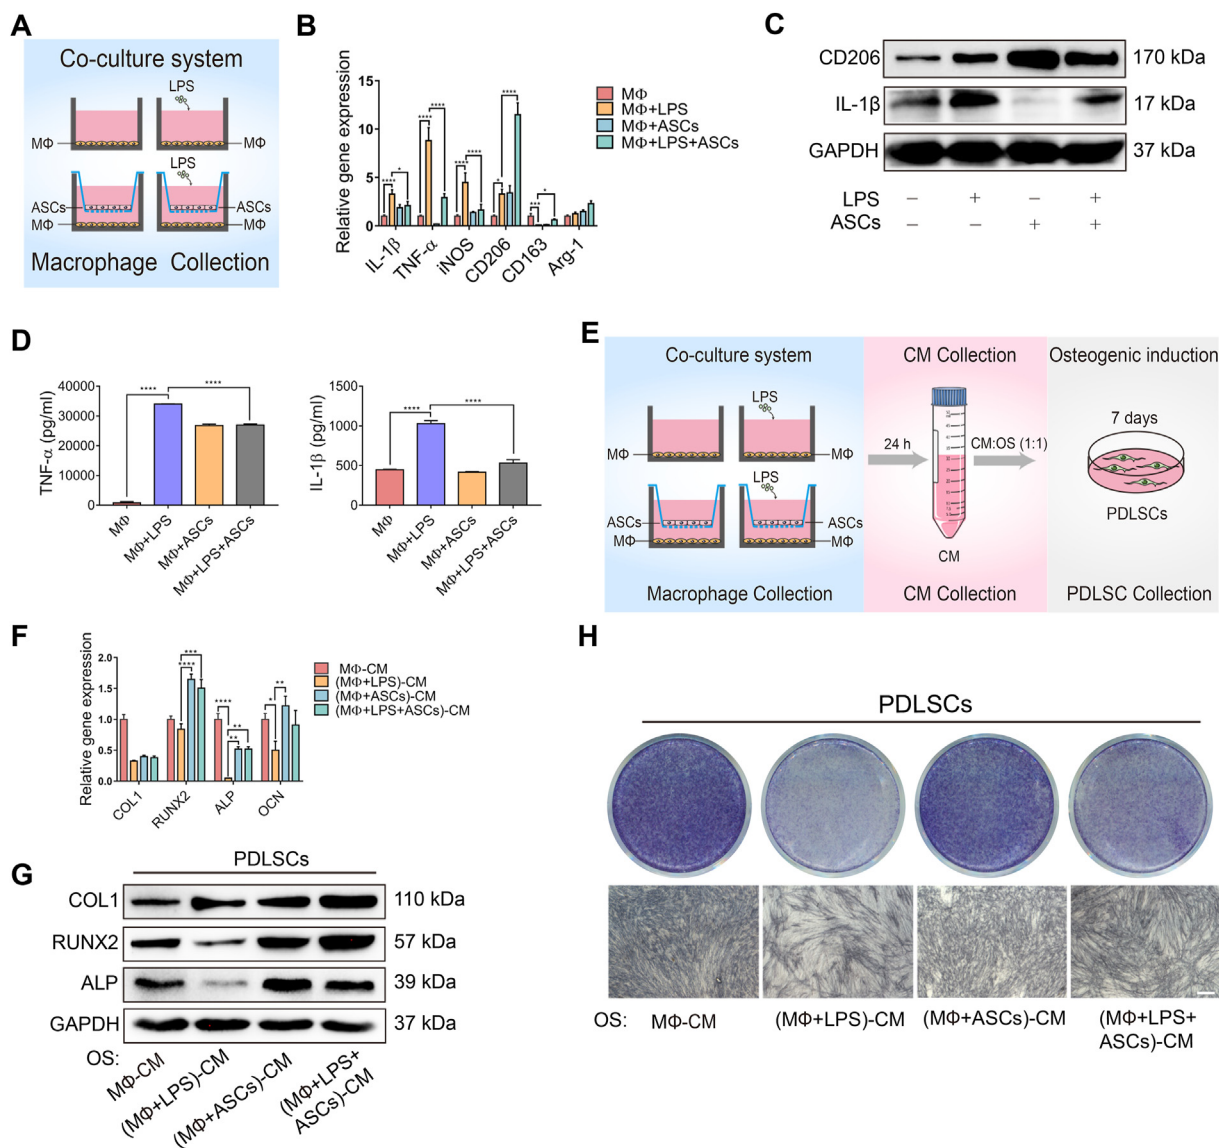 A
Co-culture system
LPS
MΦ
MΦ
LPS
ASCs
ASCs
MΦ
MΦ
Macrophage Collection
B
Relative gene expression
15
10
5
0
****
*
****
****
****
****
*
****
***
*
IL-1β
TNF-α
iNOS
CD206
CD163
Arg-1
MΦ
MΦ+LPS
MΦ+ASCs
MΦ+LPS+ASCs
C
CD206
170 kDa
IL-1β
17 kDa
GAPDH
37 kDa
LPS − + − +
ASCs − − + +
D
TNF-α (pg/ml)
40000
30000
20000
10000
0
****
****
MΦ
MΦ+LPS
MΦ+ASCs
MΦ+LPS+ASCs
IL-1β (pg/ml)
1500
1000
500
0
****
****
MΦ
MΦ+LPS
MΦ+ASCs
MΦ+LPS+ASCs
E
Co-culture system
CM Collection
Osteogenic induction
LPS
MΦ
MΦ
LPS
ASCs
ASCs
MΦ
MΦ
24 h
CM
CM:OS (1:1)
7 days
PDLSCs
Macrophage Collection
CM Collection
PDLSC Collection
F
Relative gene expression
2.0
1.5
1.0
0.5
0.0
***
****
****
**
**
**
*
COL1
RUNX2
ALP
OCN
MΦ-CM
(MΦ+LPS)-CM
(MΦ+ASCs)-CM
(MΦ+LPS+ASCs)-CM
G
PDLSCs
COL1
110 kDa
RUNX2
57 kDa
ALP
39 kDa
GAPDH
37 kDa
OS:
MΦ-CM
(MΦ+LPS)-CM
(MΦ+ASCs)-CM
(MΦ+LPS+
ASCs)-CM
H
PDLSCs
OS:
MΦ-CM
(MΦ+LPS)-CM
(MΦ+ASCs)-CM
(MΦ+LPS+
ASCs)-CM